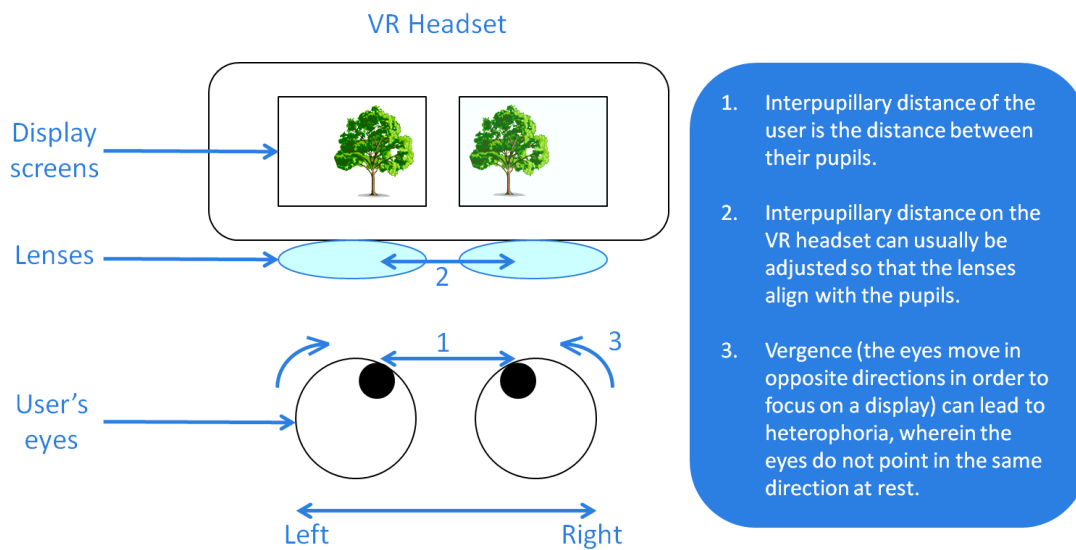 VR Headset
Display
screens
Lenses
2
1
3
User's
eyes
Left
Right
1. Interpupillary distance of the
user is the distance between
their pupils.
2. Interpupillary distance on the
VR headset can usually be
adjusted so that the lenses
align with the pupils.
3. Vergence (the eyes move in
opposite directions in order to
focus on a display) can lead to
heterophoria, wherein the
eyes do not point in the same
direction at rest.